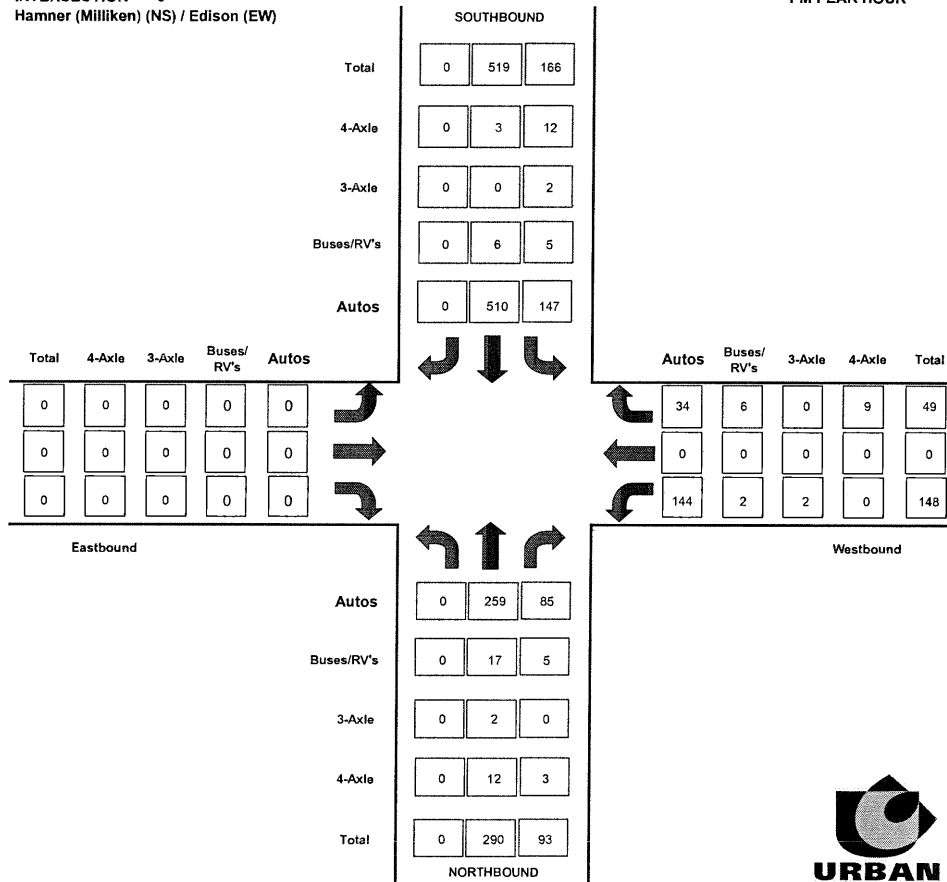 Hamner (Milliken) (NS) / Edison (EW)
SOUTHBOUND
Total 0 519 166
4-Axle 0 3 12
3-Axle 0 0 2
Buses/RV's 0 6 5
Autos 0 510 147
Total 4-Axle 3-Axle Buses/ RV's Autos
0 0 0 0 0
0 0 0 0 0
0 0 0 0 0
Eastbound
Autos Buses/ RV's 3-Axle 4-Axle Total
34 6 0 9 49
0 0 0 0 0
144 2 2 0 148
Westbound
Autos 0 259 85
Buses/RV's 0 17 5
3-Axle 0 2 0
4-Axle 0 12 3
Total 0 290 93
NORTHBOUND
URBAN